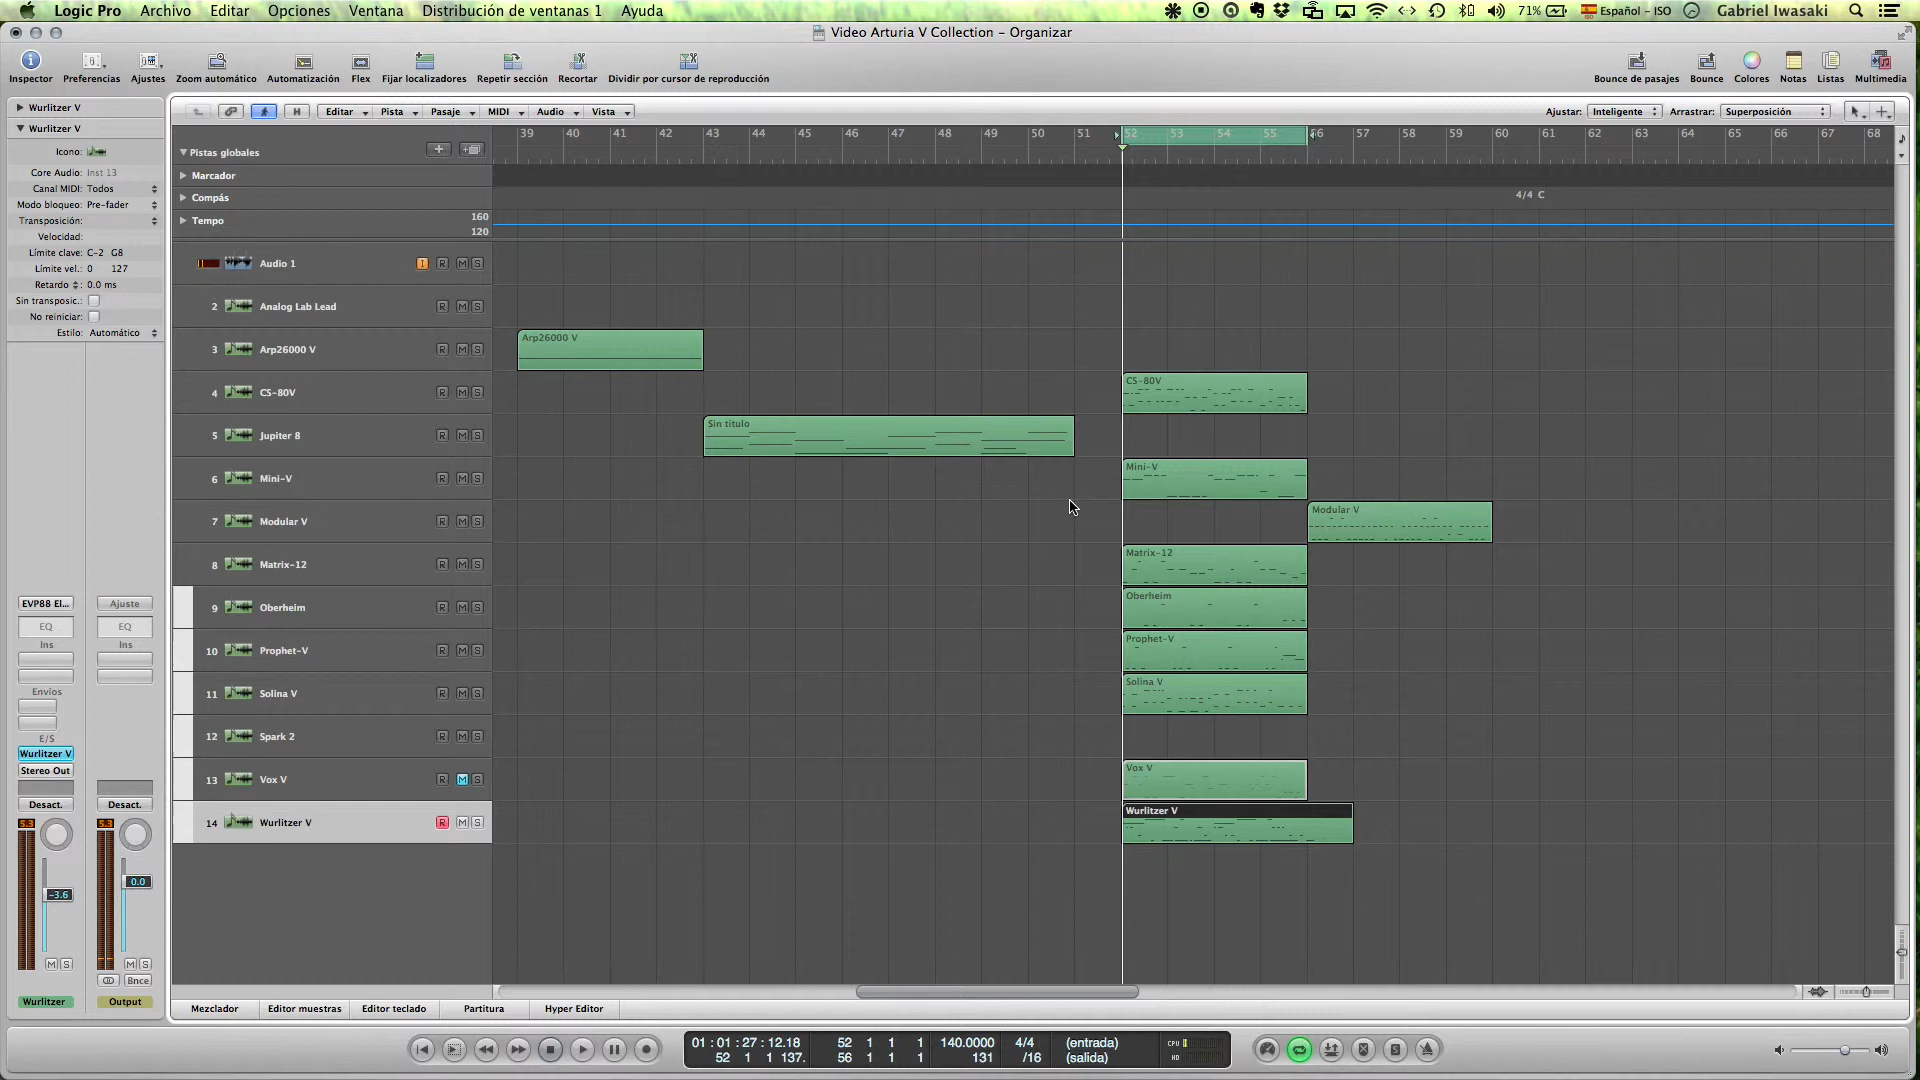 Logic Pro Archivo Editar Opciones Ventana Distribución de ventanas 1 Ayuda 71% Español – ISO Gabriel Iwasaki
Video Arturia V Collection – Organizar
Inspector Preferencias Ajustes Zoom automático Automatización Flex Fijar localizadores Repetir sección Recortar Dividir por cursor de reproducción Bounce de pasajes Bounce Colores Notas Listas Multimedia
Wurlitzer V
H Editar Pista Pasaje MIDI Audio Vista Ajustar: Inteligente Arrastrar: Superposición
Wurlitzer V
39 40 41 42 43 44 45 46 47 48 49 50 51 52 53 54 55 56 57 58 59 60 61 62 63 64 65 66 67 68
Icono:
Pistas globales
Core Audio: Inst 13
Marcador
Canal MIDI: Todos
Compás 4/4 C
Modo bloqueo: Pre-fader
Transposición:
Tempo 160
120
Velocidad:
Límite clave: C-2 G8
Límite vel.: 0 127
Retardo: 0.0 ms
Sin transposic.:
No reiniciar:
Estilo: Automático
Audio 1 I R M S
2 Analog Lab Lead R M S
3 Arp26000 V R M S Arp26000 V
4 CS-80V R M S CS-80V
5 Jupiter 8 R M S Sin título
6 Mini-V R M S Mini-V
7 Modular V R M S Modular V
8 Matrix-12 R M S Matrix-12
9 Oberheim R M S Oberheim
10 Prophet-V R M S Prophet-V
11 Solina V R M S Solina V
12 Spark 2 R M S
13 Vox V R M S Vox V
14 Wurlitzer V R M S Wurlitzer V
EVP88 El... Ajuste
EQ EQ
Ins Ins
Envíos
E/S
Wurlitzer V
Stereo Out
Desact. Desact.
5.3 5.3
-3.6 0.0
M S M S
Bnce
Wurlitzer Output
Mezclador Editor muestras Editor teclado Partitura Hyper Editor
01 : 01 : 27 : 12.18 52 1 1 1 140.0000 4/4 (entrada) CPU
52 1 1 137. 56 1 1 1 131 /16 (salida) HD